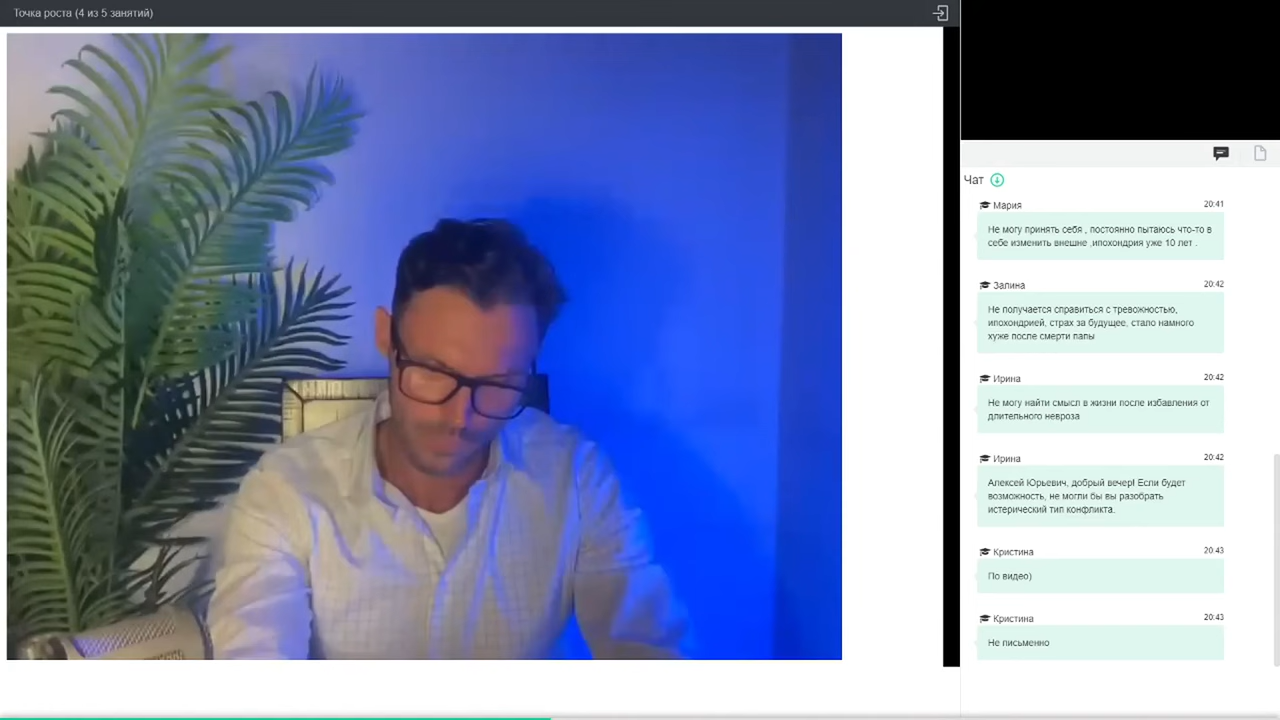 Точка роста (4 из 5 занятий)
Чат
Мария 20:41
Не могу принять себя , постоянно пытаюсь что-то в
себе изменить внешне ,ипохондрия уже 10 лет .
Залина 20:42
Не получается справиться с тревожностью,
ипохондрией, страх за будущее, стало намного
хуже после смерти папы
Ирина 20:42
Не могу найти смысл в жизни после избавления от
длительного невроза
Ирина 20:42
Алексей Юрьевич, добрый вечер! Если будет
возможность, не могли бы вы разобрать
истерический тип конфликта.
Кристина 20:43
По видео)
Кристина 20:43
Не письменно